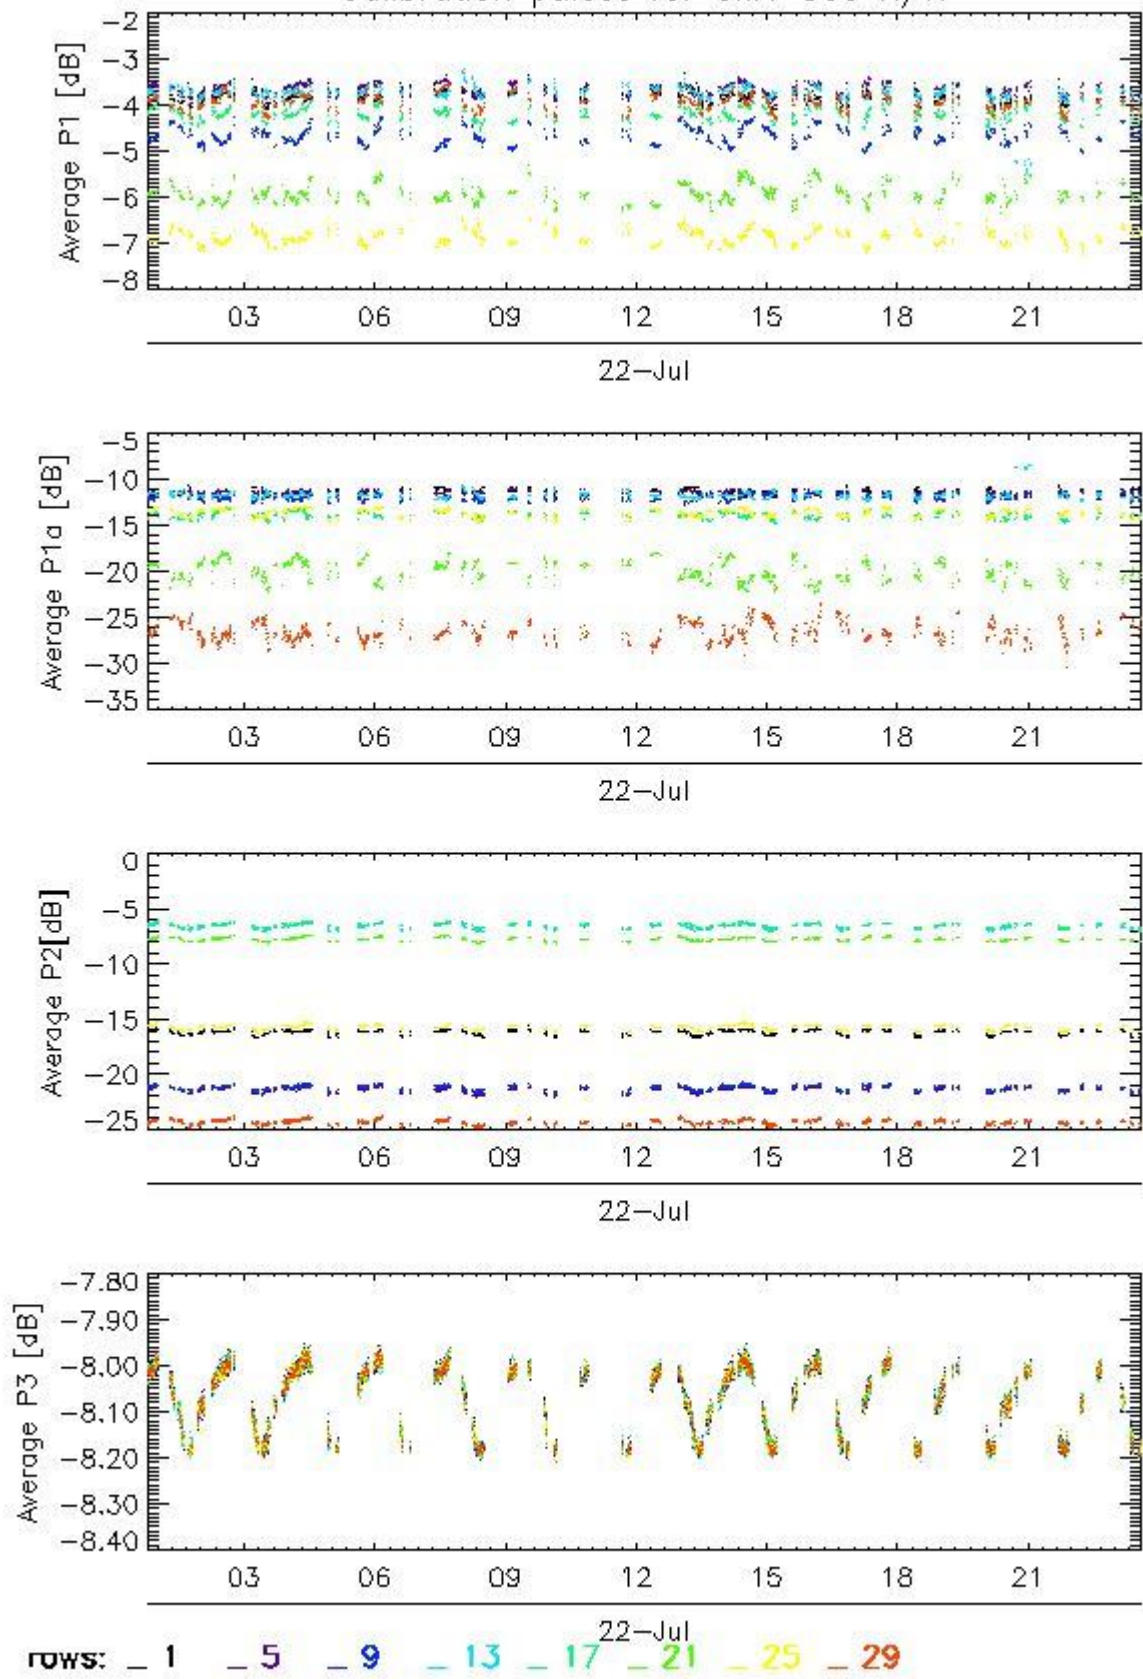 −2
−3
−4
−5
−6
−7
−8
Average P1 [dB]
03 06 09 12 15 18 21
22−Jul
−5
−10
−15
−20
−25
−30
−35
Average P1a [dB]
03 06 09 12 15 18 21
22−Jul
0
−5
−10
−15
−20
−25
Average P2[dB]
03 06 09 12 15 18 21
22−Jul
−7.80
−7.90
−8.00
−8.10
−8.20
−8.30
−8.40
Average P3 [dB]
03 06 09 12 15 18 21
22−Jul
rows: _ 1 _ 5 _ 9 _ 13 _ 17 _ 21 _ 25 _ 29